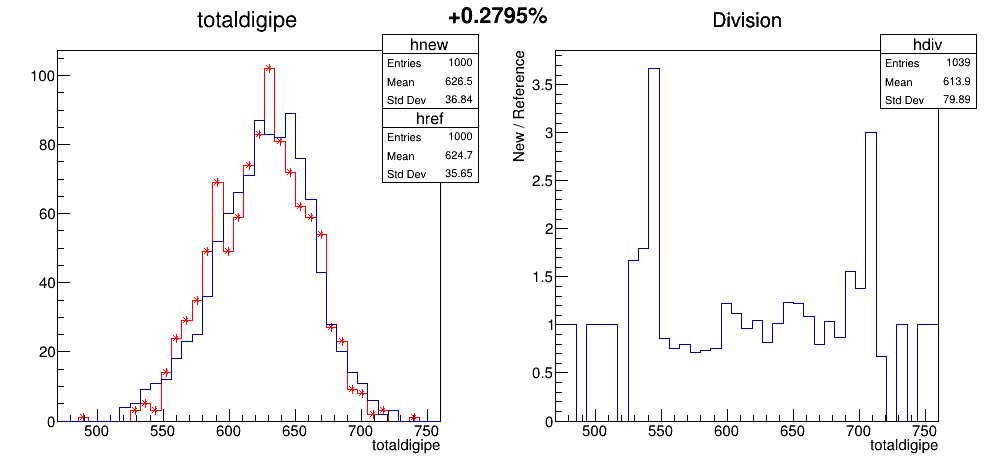 +0.2795%
totaldigipe
hnew
Entries 1000
Mean 626.5
Std Dev 36.84
href
Entries 1000
Mean 624.7
Std Dev 35.65
100
80
60
40
20
0
500 550 600 650 700 750
totaldigipe
Division
hdiv
Entries 1039
Mean 613.9
Std Dev 79.89
New / Reference
3.5
3
2.5
2
1.5
1
0.5
0
500 550 600 650 700 750
totaldigipe